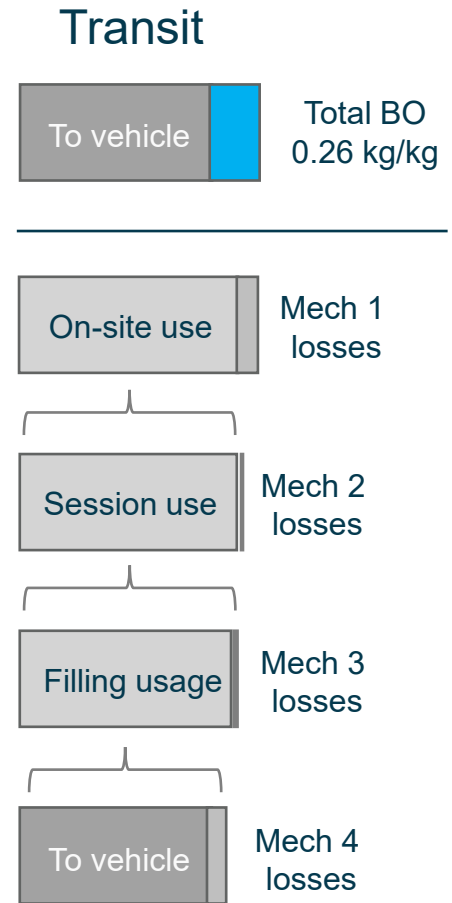 Transit
To vehicle
Total BO
0.26 kg/kg
On-site use
Mech 1
losses
Session use
Mech 2
losses
Filling usage
Mech 3
losses
To vehicle
Mech 4
losses